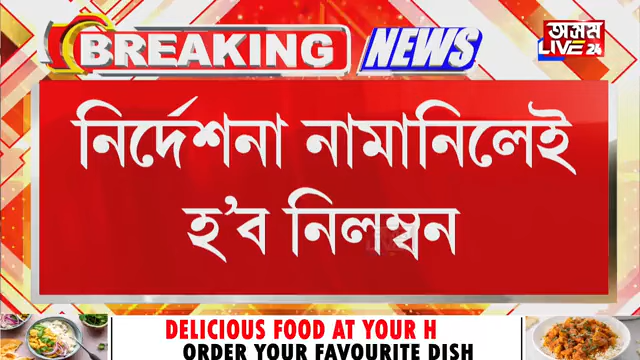 BREAKING NEWS
অসম
LIVE 24
নিৰ্দেশনা নামানিলেই
হ'ব নিলম্বন
DELICIOUS FOOD AT YOUR H
ORDER YOUR FAVOURITE DISH